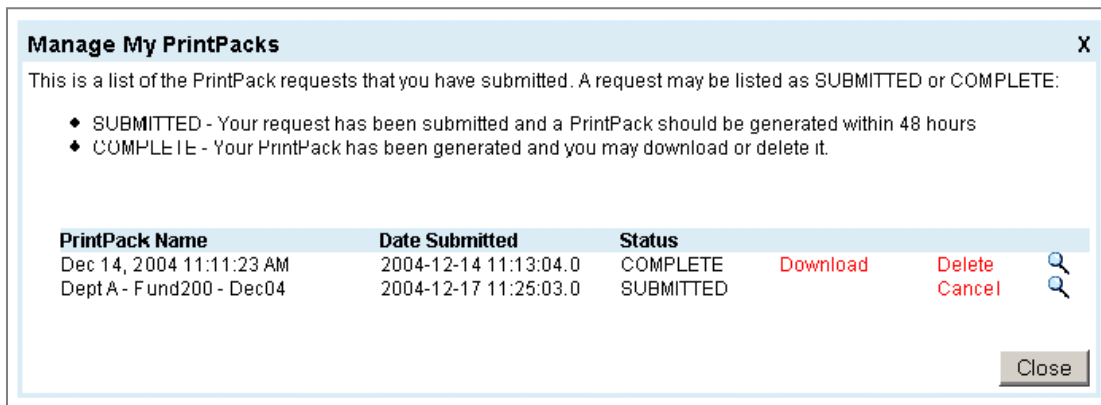 Manage My PrintPacks X
This is a list of the PrintPack requests that you have submitted. A request may be listed as SUBMITTED or COMPLETE:
◆ SUBMITTED - Your request has been submitted and a PrintPack should be generated within 48 hours
◆ COMPLETE - Your PrintPack has been generated and you may download or delete it.
PrintPack Name Date Submitted Status
Dec 14, 2004 11:11:23 AM 2004-12-14 11:13:04.0 COMPLETE Download Delete
Dept A - Fund200 - Dec04 2004-12-17 11:25:03.0 SUBMITTED Cancel
Close